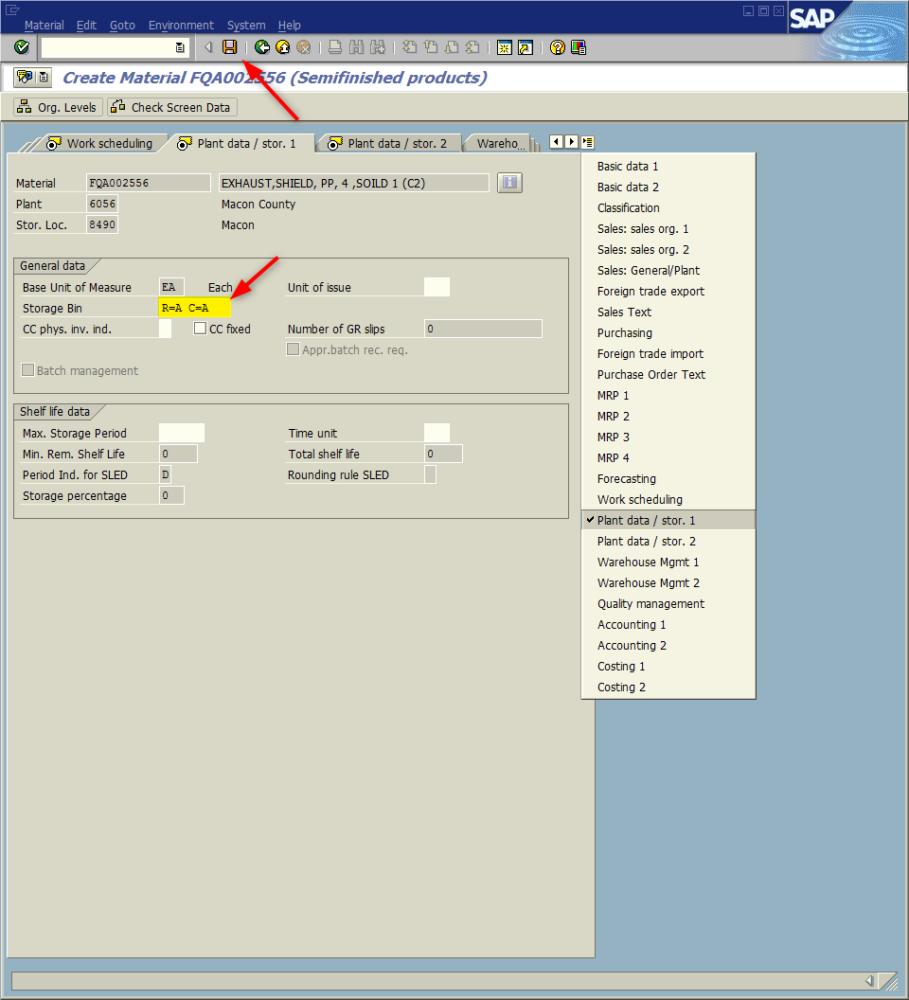 Material Edit Goto Environment System Help
SAP
Create Material FQA002556 (Semifinished products)
Org. Levels Check Screen Data
Work scheduling Plant data / stor. 1 Plant data / stor. 2 Wareho...
Material FQA002556 EXHAUST,SHIELD, PP, 4 ,SOILD 1 (C2)
Plant 6056 Macon County
Stor. Loc. 8490 Macon
General data
Base Unit of Measure EA Each Unit of issue
Storage Bin R=A C=A
CC phys. inv. ind. CC fixed Number of GR slips 0
Appr.batch rec. req.
Batch management
Shelf life data
Max. Storage Period Time unit
Min. Rem. Shelf Life 0 Total shelf life 0
Period Ind. for SLED D Rounding rule SLED
Storage percentage 0
Basic data 1
Basic data 2
Classification
Sales: sales org. 1
Sales: sales org. 2
Sales: General/Plant
Foreign trade export
Sales Text
Purchasing
Foreign trade import
Purchase Order Text
MRP 1
MRP 2
MRP 3
MRP 4
Forecasting
Work scheduling
Plant data / stor. 1
Plant data / stor. 2
Warehouse Mgmt 1
Warehouse Mgmt 2
Quality management
Accounting 1
Accounting 2
Costing 1
Costing 2